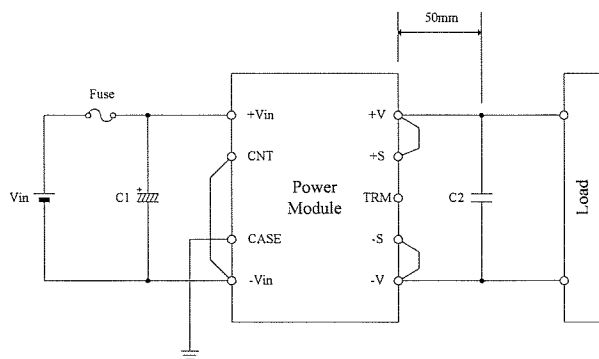 50mm
Fuse
+Vin
+V
CNT
+S
Vin
+
C1
Power
Module
TRM
C2
Load
CASE
-S
-Vin
-V